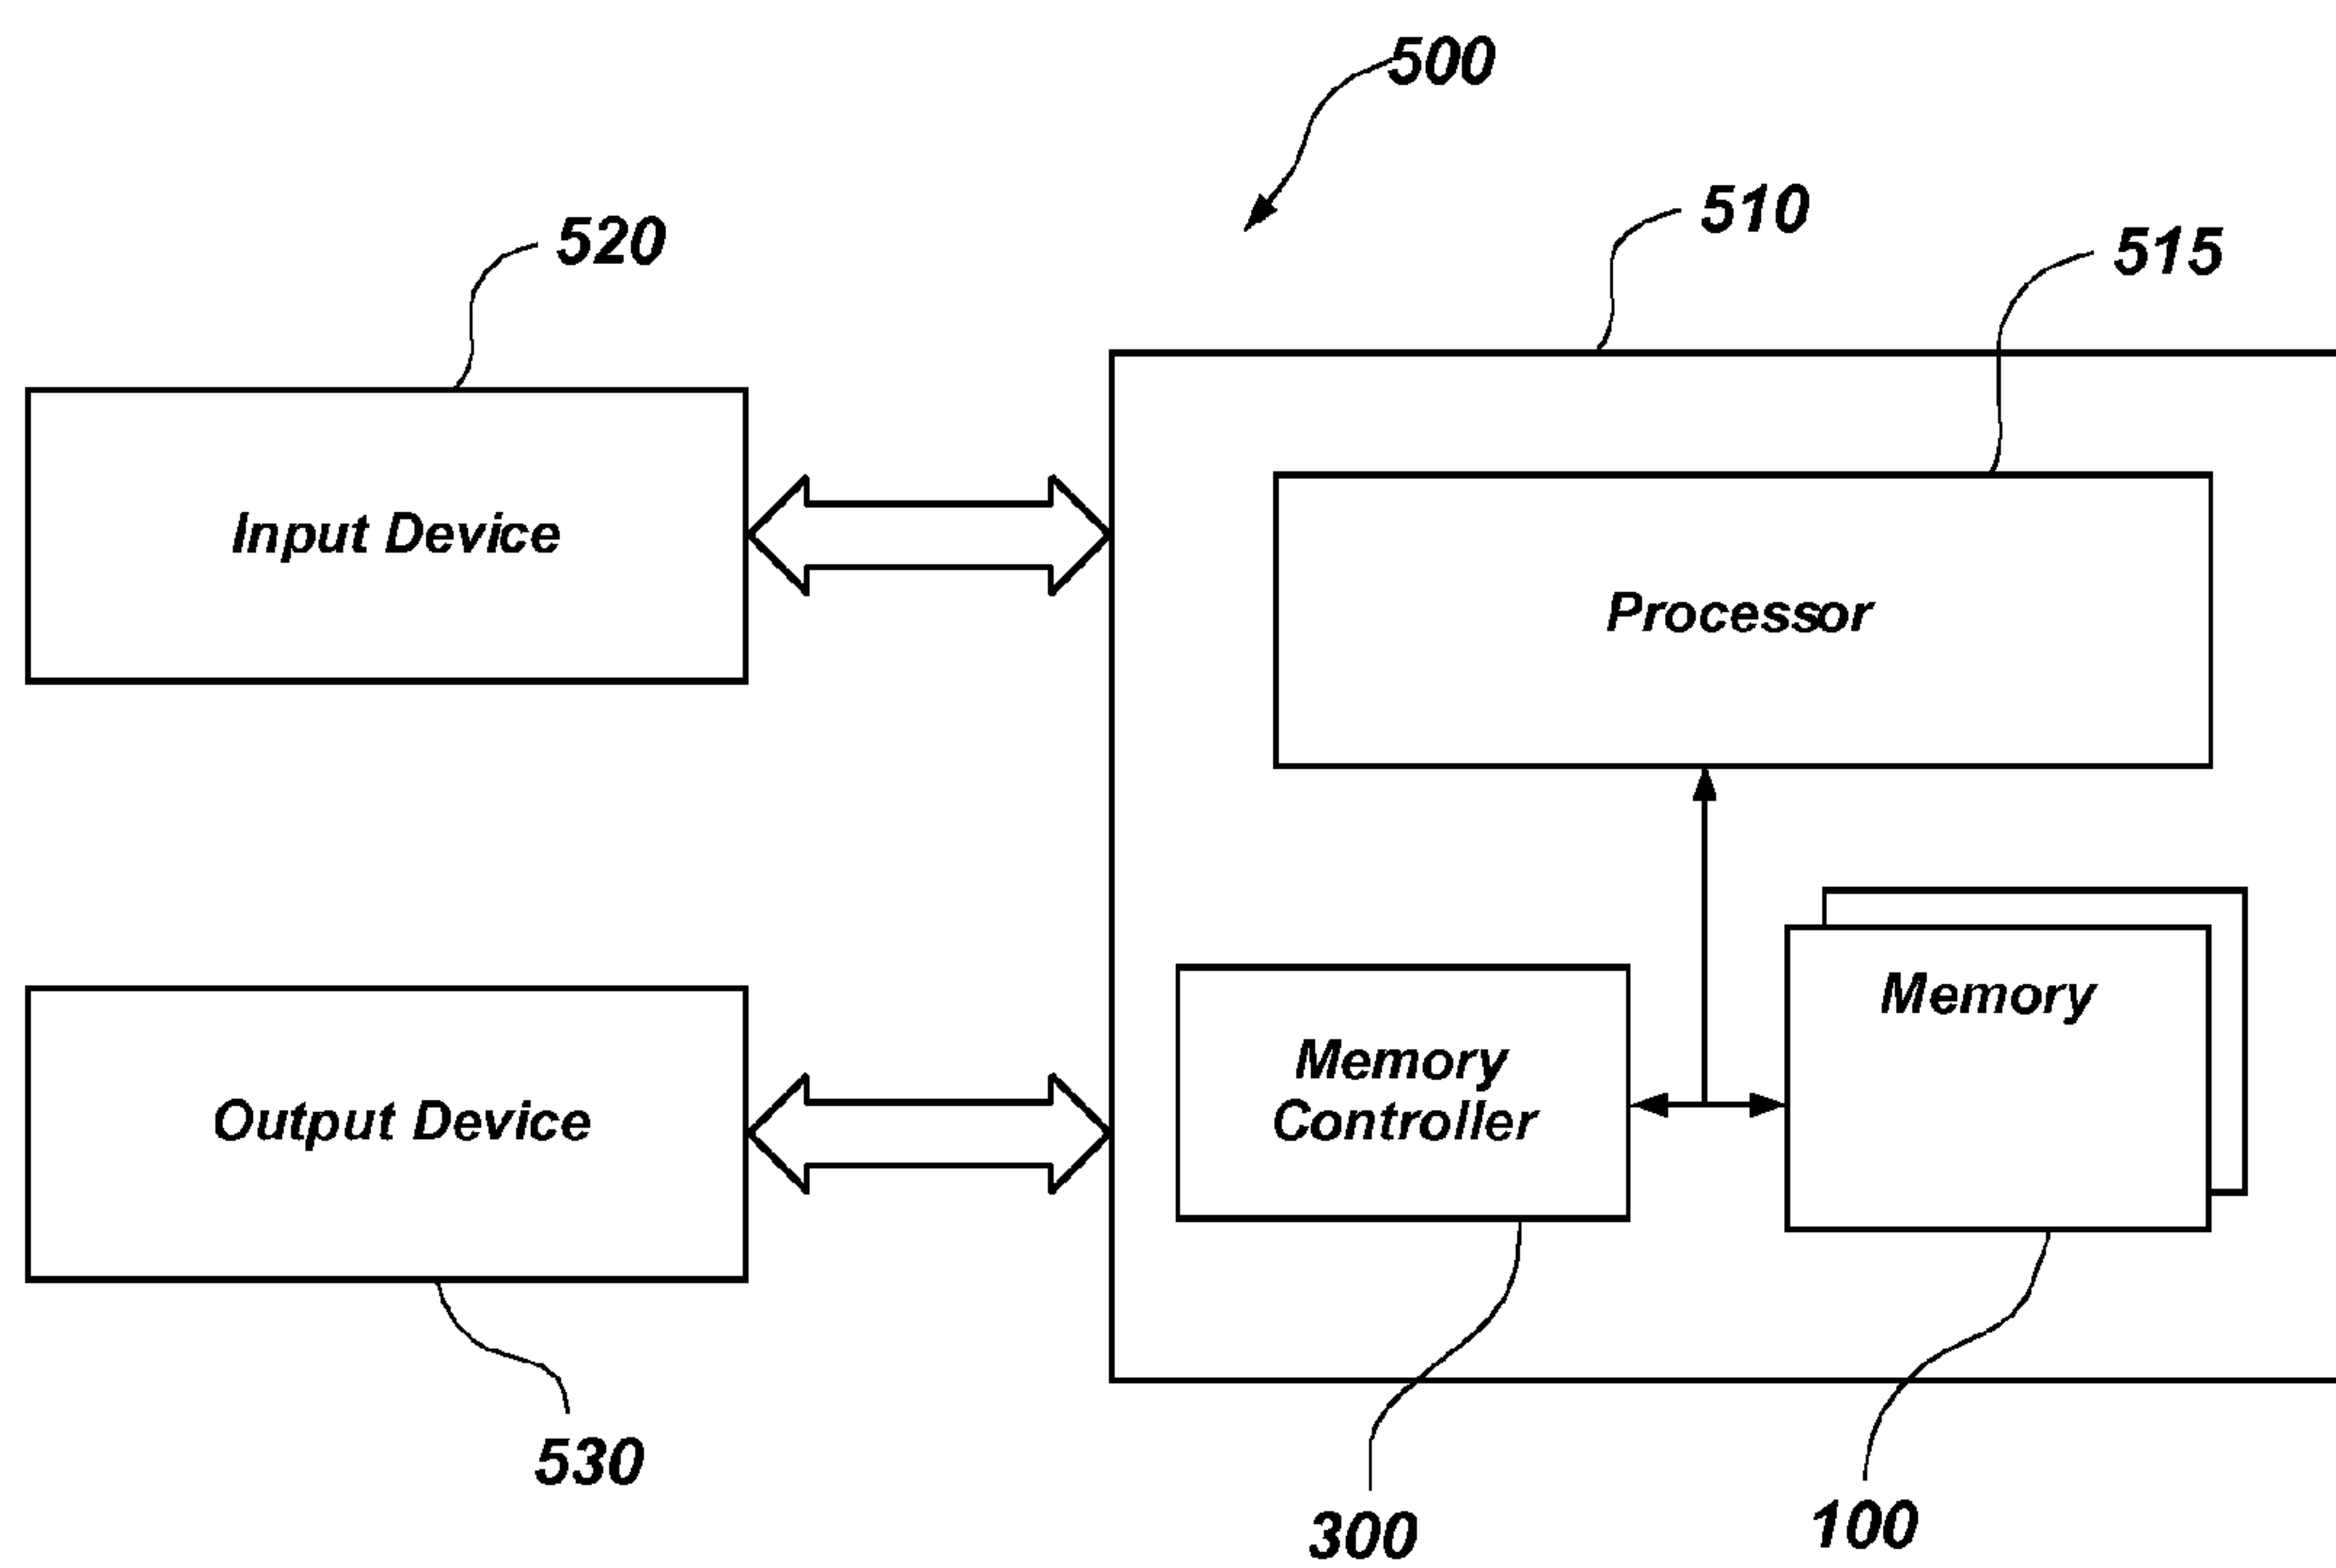 500
510
515
520
Input Device
Processor
Memory
Memory
Controller
Output Device
530
300
100